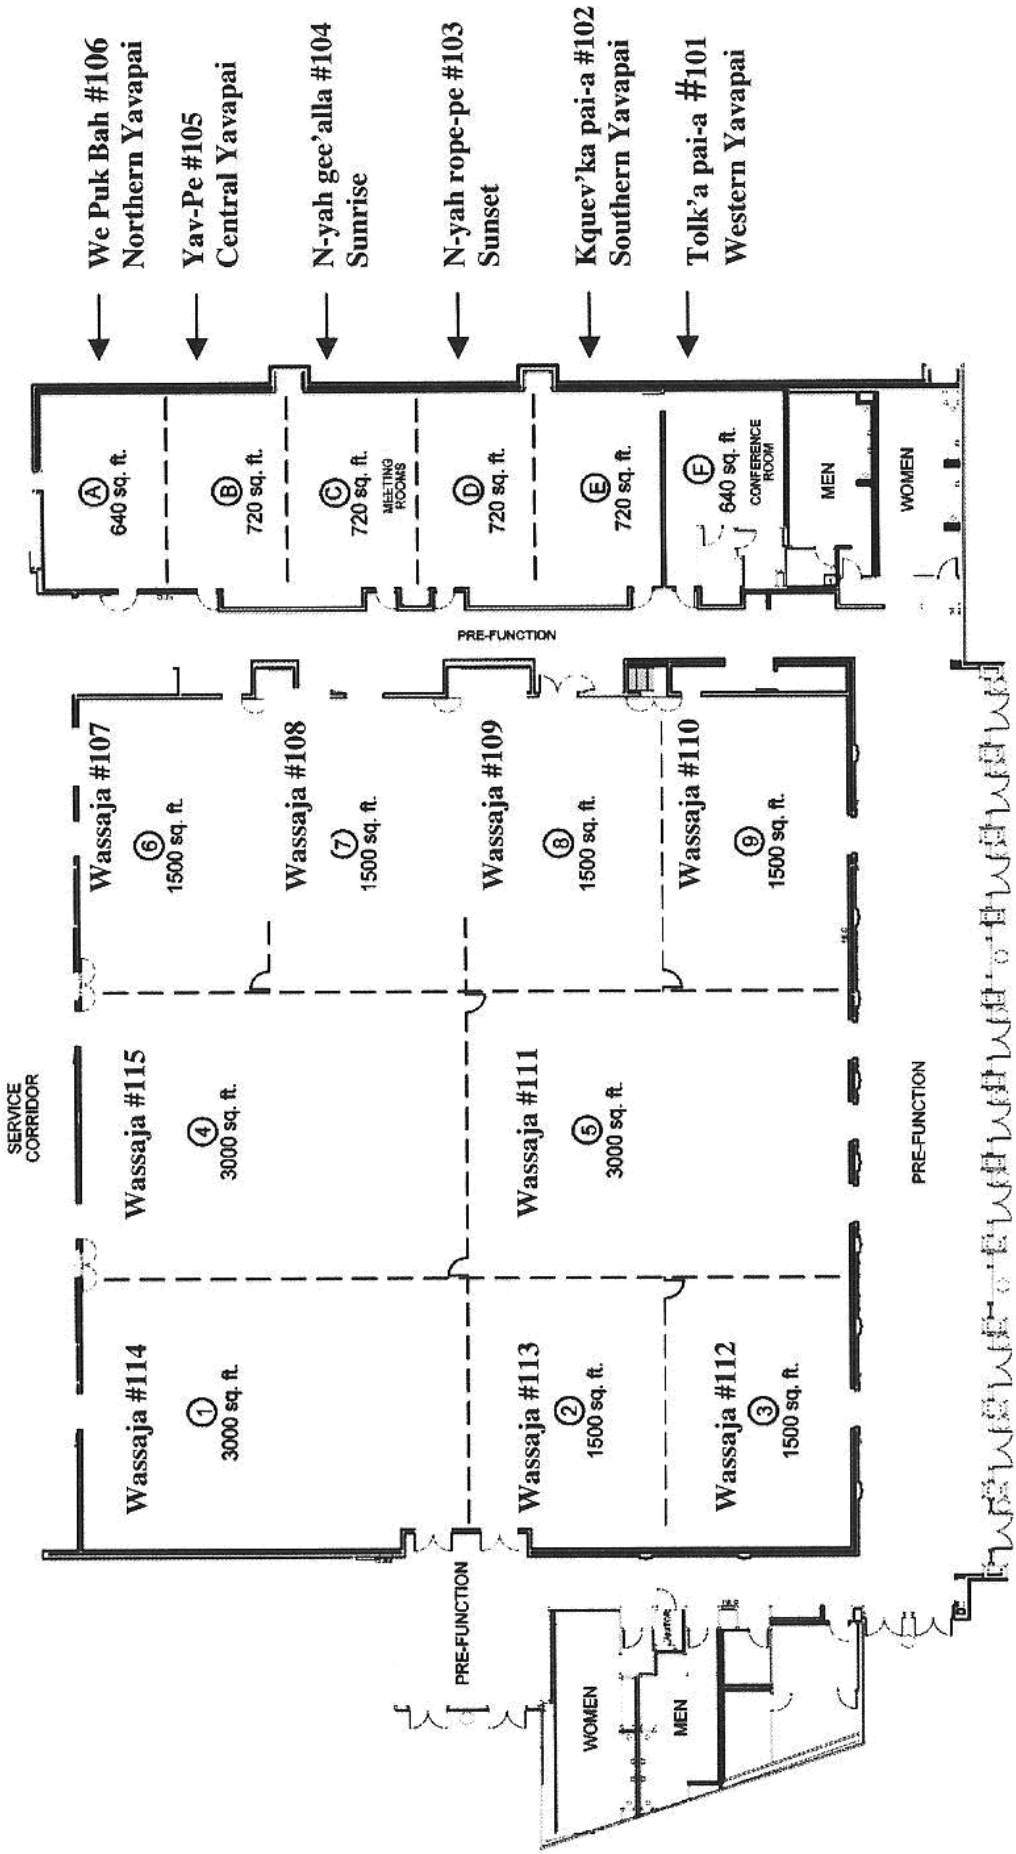 We Puk Bah #106
Northern Yavapai
Yav-Pe #105
Central Yavapai
N-yah gee’alla #104
Sunrise
N-yah rope-pe #103
Sunset
Kquev’ka pai-a #102
Southern Yavapai
Tolk’a pai-a #101
Western Yavapai
A
640 sq. ft.
B
720 sq. ft.
C
720 sq. ft.
MEETING
ROOMS
D
720 sq. ft.
E
720 sq. ft.
F
640 sq. ft.
CONFERENCE
ROOM
MEN
WOMEN
PRE-FUNCTION
Wassaja #107
6
1500 sq. ft.
Wassaja #108
7
1500 sq. ft.
Wassaja #109
8
1500 sq. ft.
Wassaja #110
9
1500 sq. ft.
SERVICE
CORRIDOR
Wassaja #115
4
3000 sq. ft.
Wassaja #111
5
3000 sq. ft.
PRE-FUNCTION
Wassaja #114
1
3000 sq. ft.
Wassaja #113
2
1500 sq. ft.
Wassaja #112
3
1500 sq. ft.
PRE-FUNCTION
WOMEN
MEN